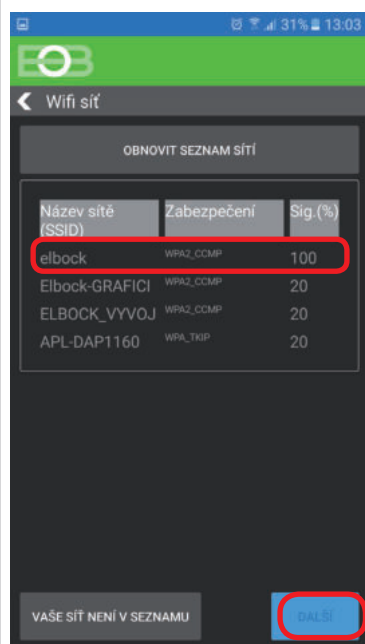 31% 13:03
EOB
Wifi síť
OBNOVIT SEZNAM SÍTÍ
Název sítě (SSID) Zabezpečení Sig.(%)
elbock WPA2_CCMP 100
Elbock-GRAFICI WPA2_CCMP 20
ELBOCK_VYVOJ WPA2_CCMP 20
APL-DAP1160 WPA_TKIP 20
VAŠE SÍŤ NENÍ V SEZNAMU DALŠÍ